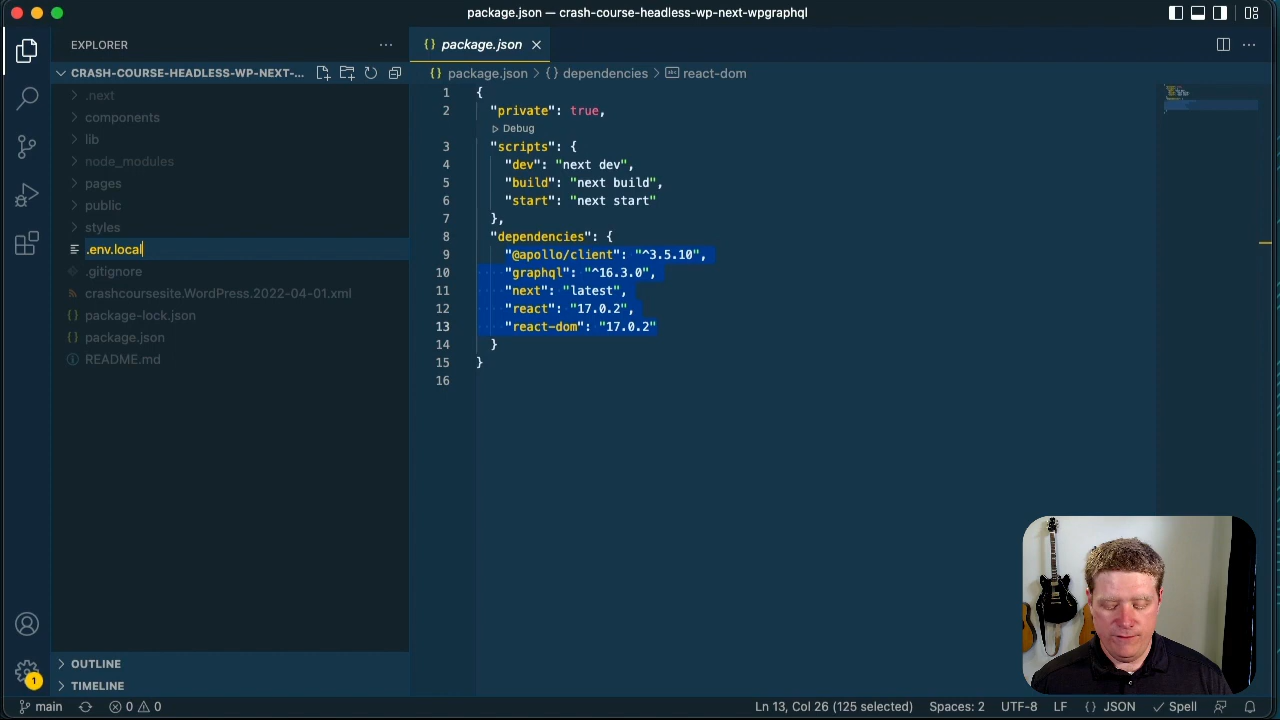 package.json — crash-course-headless-wp-next-wpgraphql
EXPLORER
CRASH-COURSE-HEADLESS-WP-NEXT-...
.next
components
lib
node_modules
pages
public
styles
.env.local
.gitignore
crashcoursesite.WordPress.2022-04-01.xml
package-lock.json
package.json
README.md
OUTLINE
TIMELINE
package.json
package.json > dependencies > react-dom
1 {
2 "private": true,
Debug
3 "scripts": {
4 "dev": "next dev",
5 "build": "next build",
6 "start": "next start"
7 },
8 "dependencies": {
9 "@apollo/client": "^3.5.10",
10 "graphql": "^16.3.0",
11 "next": "latest",
12 "react": "17.0.2",
13 "react-dom": "17.0.2"
14 }
15 }
16
1
main 0 0 Ln 13, Col 26 (125 selected) Spaces: 2 UTF-8 LF {} JSON Spell